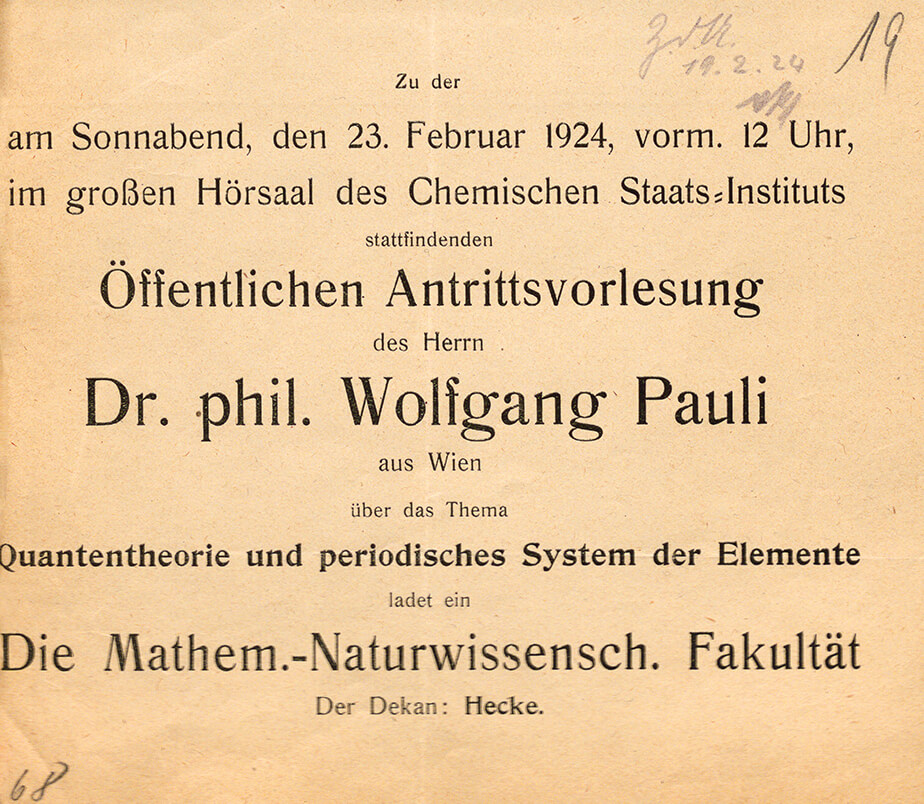 Z.d.A.
19.2.24
19
Zu der
am Sonnabend, den 23. Februar 1924, vorm. 12 Uhr,
im großen Hörsaal des Chemischen Staats-Instituts
stattfindenden
Öffentlichen Antrittsvorlesung
des Herrn
Dr. phil. Wolfgang Pauli
aus Wien
über das Thema
Quantentheorie und periodisches System der Elemente
ladet ein
Die Mathem.-Naturwissensch. Fakultät
Der Dekan: Hecke.
68